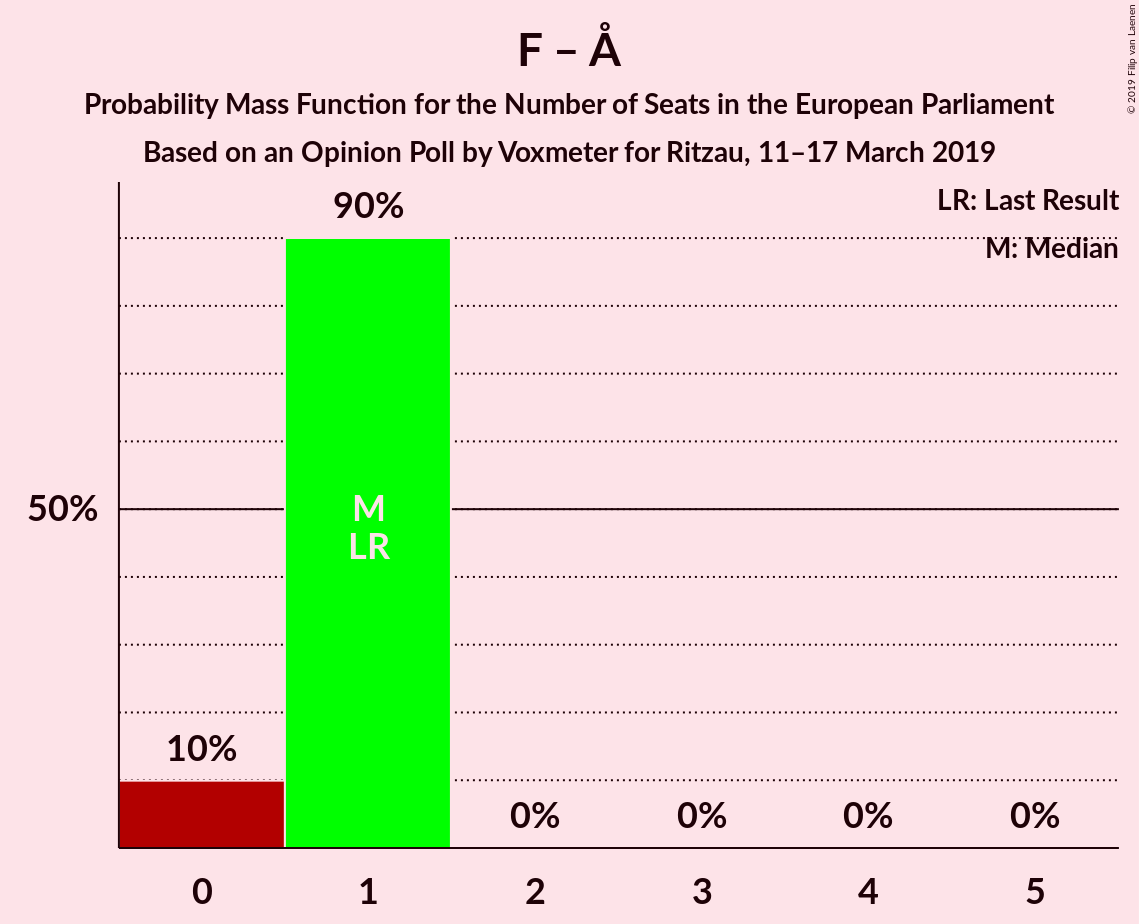 F – Å
Probability Mass Function for the Number of Seats in the European Parliament
Based on an Opinion Poll by Voxmeter for Ritzau, 11–17 March 2019
© 2019 Filip van Laenen
LR: Last Result
M: Median
90%
50%
M
LR
10%
0%
0%
0%
0%
0
1
2
3
4
5